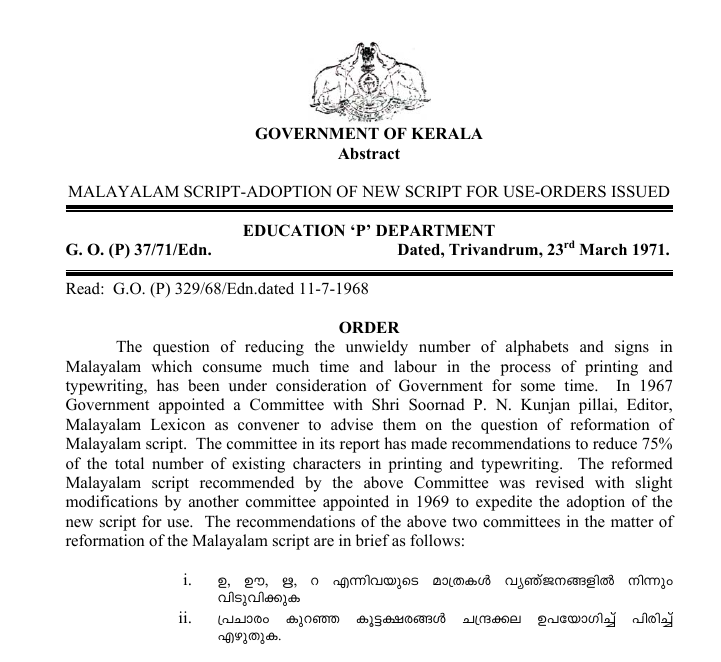 GOVERNMENT OF KERALA
Abstract
MALAYALAM SCRIPT-ADOPTION OF NEW SCRIPT FOR USE-ORDERS ISSUED
EDUCATION ‘P’ DEPARTMENT
G. O. (P) 37/71/Edn. Dated, Trivandrum, 23rd March 1971.
Read: G.O. (P) 329/68/Edn.dated 11-7-1968
ORDER
The question of reducing the unwieldy number of alphabets and signs in
Malayalam which consume much time and labour in the process of printing and
typewriting, has been under consideration of Government for some time. In 1967
Government appointed a Committee with Shri Soornad P. N. Kunjan pillai, Editor,
Malayalam Lexicon as convener to advise them on the question of reformation of
Malayalam script. The committee in its report has made recommendations to reduce 75%
of the total number of existing characters in printing and typewriting. The reformed
Malayalam script recommended by the above Committee was revised with slight
modifications by another committee appointed in 1969 to expedite the adoption of the
new script for use. The recommendations of the above two committees in the matter of
reformation of the Malayalam script are in brief as follows:
i. ഉ, ഊ, ഋ, റ എന്നിവയുടെ മാത്രകൾ വ്യഞ്ജനങ്ങളിൽ നിന്നും
വിടുവിക്കുക
ii. പ്രചാരം കുറഞ്ഞ കൂട്ടക്ഷരങ്ങൾ ചന്ദ്രക്കല ഉപയോഗിച്ച് പിരിച്ച്
എഴുതുക.